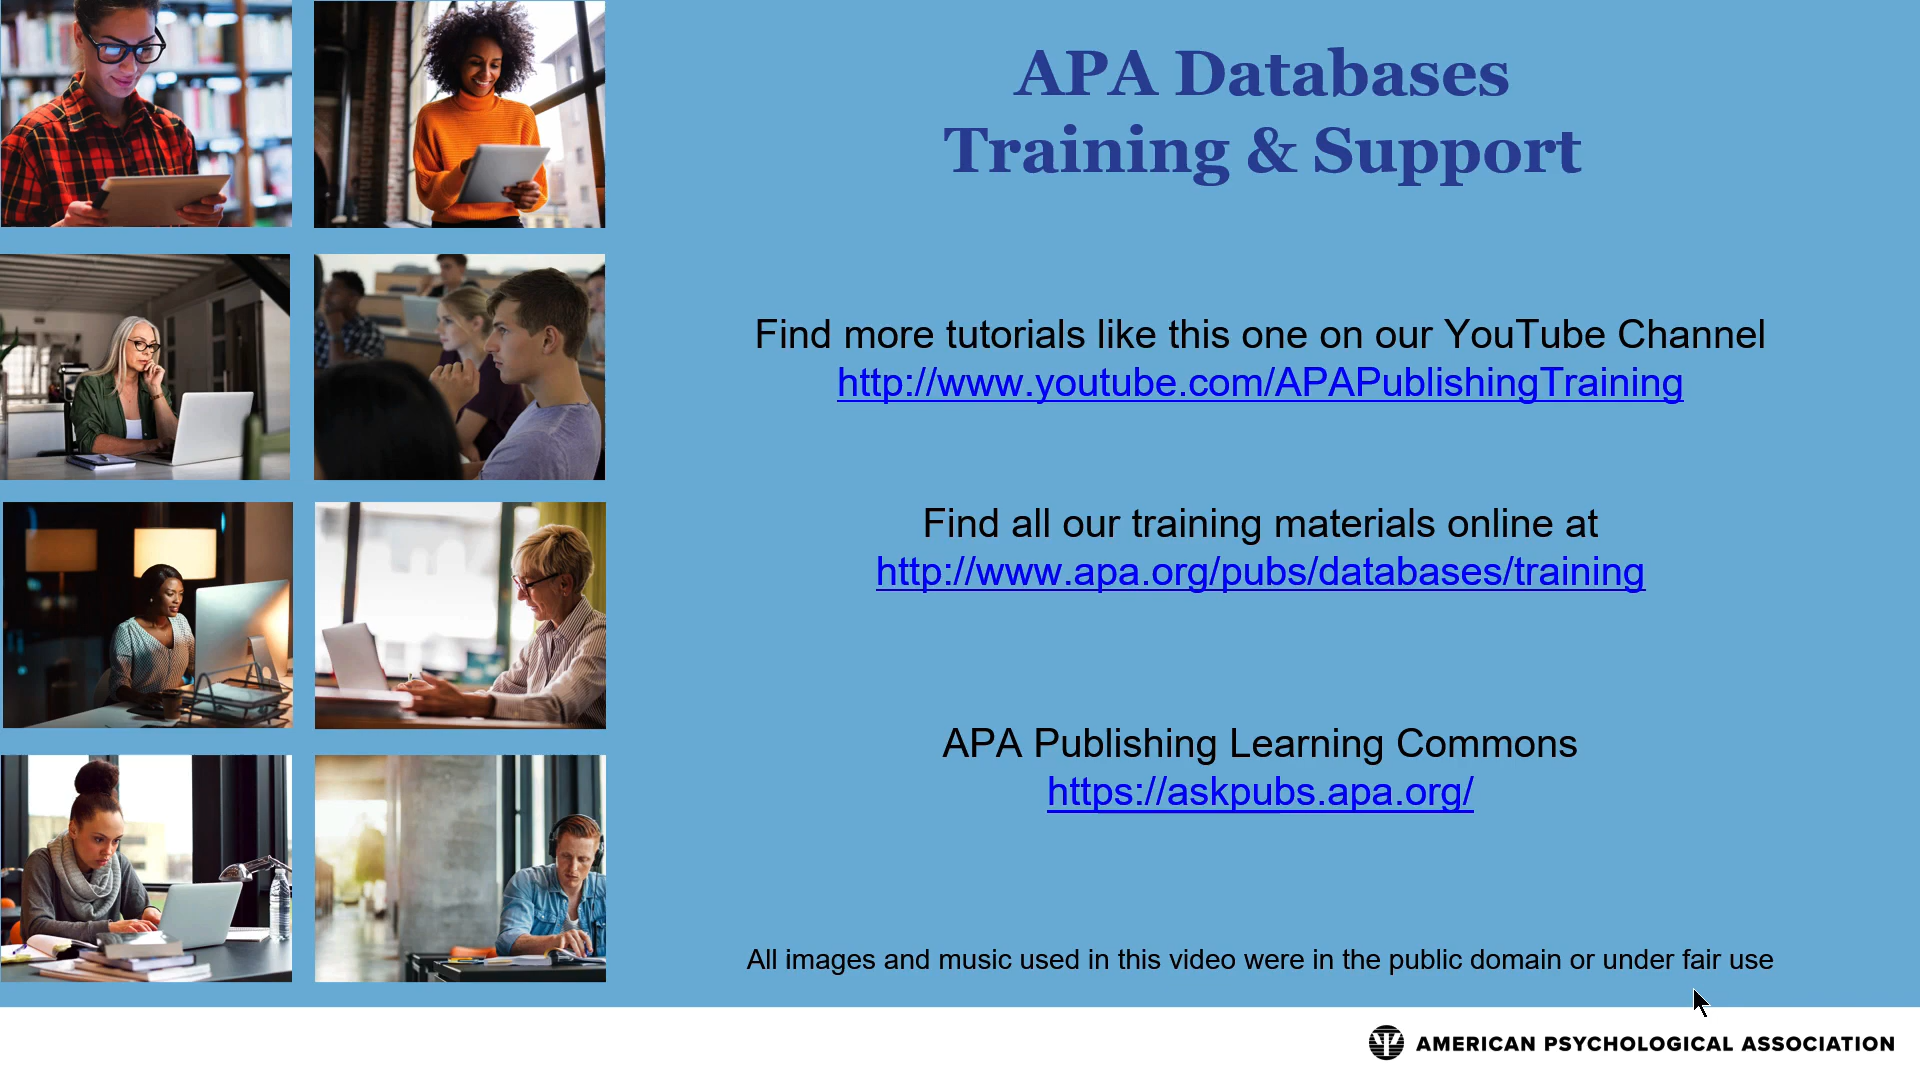 APA Databases
Training & Support
Find more tutorials like this one on our YouTube Channel
http://www.youtube.com/APAPublishingTraining
Find all our training materials online at
http://www.apa.org/pubs/databases/training
APA Publishing Learning Commons
https://askpubs.apa.org/
All images and music used in this video were in the public domain or under fair use
AMERICAN PSYCHOLOGICAL ASSOCIATION